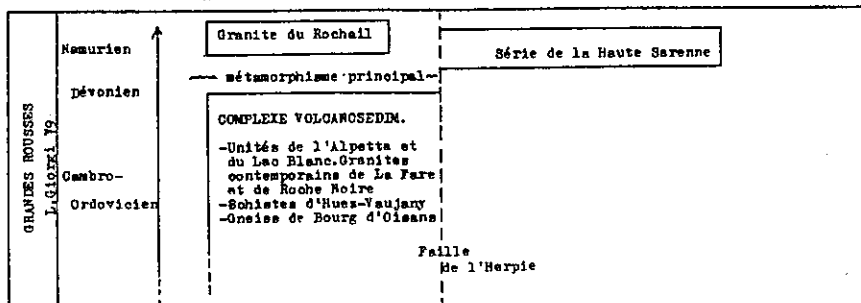 GRANDES ROUSSES
L.Giorgi 79
Namurien
Dévonien
Cambro-
Ordovicien
Granite du Rochail
Série de la Haute Sarenne
métamorphisme principal
COMPLEXE VOLCANOSEDIM.
-Unités de l'Alpetta et
du Lac Blanc.Granites
contemporains de La Fare
et de Roche Noire
-Schistes d'Huez-Vaujany
-Gneiss de Bourg d'Oisans
Faille
de l'Herpie